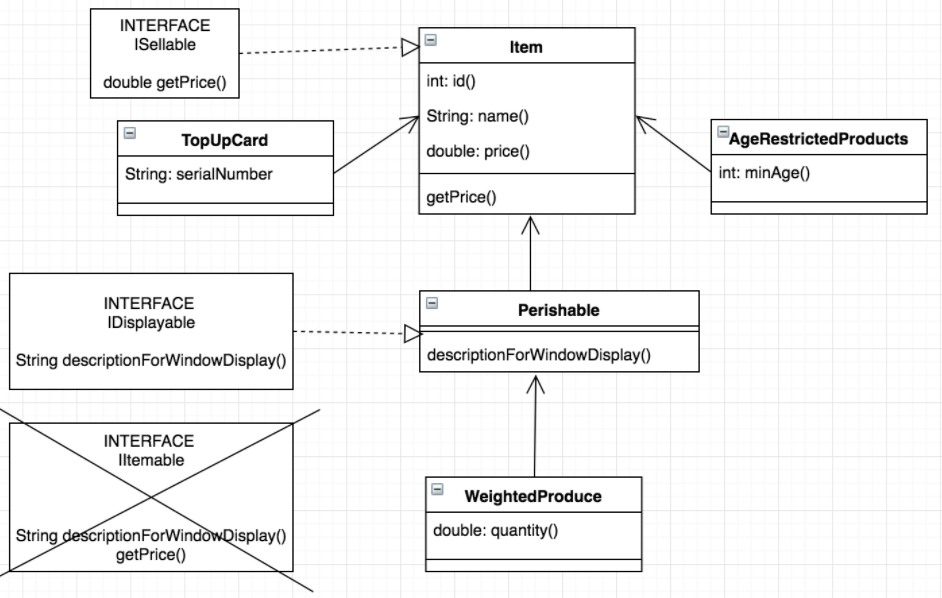 INTERFACE
ISellable
double getPrice()
Item
int: id()
String: name()
double: price()
getPrice()
TopUpCard
String: serialNumber
AgeRestrictedProducts
int: minAge()
INTERFACE
IDisplayable
String descriptionForWindowDisplay()
Perishable
descriptionForWindowDisplay()
INTERFACE
IItemable
String descriptionForWindowDisplay()
getPrice()
WeightedProduce
double: quantity()